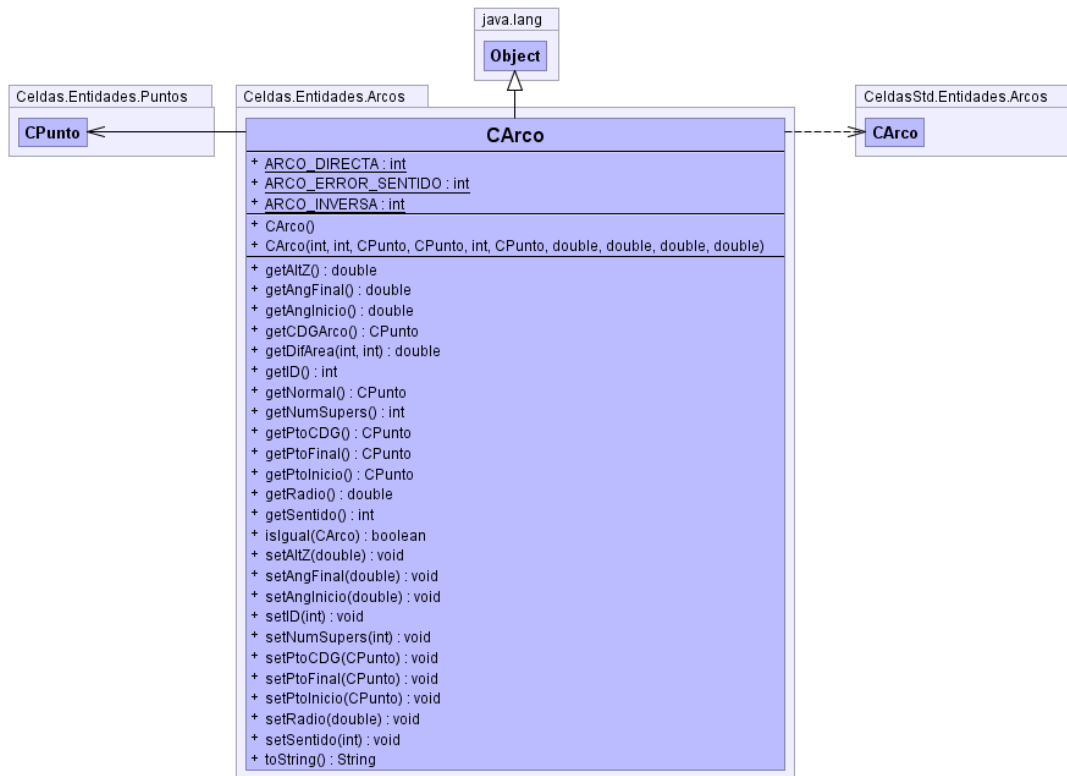 java.lang
Object
Celdas.Entidades.Puntos
CPunto
Celdas.Entidades.Arcos
CArco
CeldasStd.Entidades.Arcos
CArco
+ ARCO_DIRECTA : int
+ ARCO_ERROR_SENTIDO : int
+ ARCO_INVERSA : int
+ CArco()
+ CArco(int, int, CPunto, CPunto, int, CPunto, double, double, double, double)
+ getAltZ() : double
+ getAngFinal() : double
+ getAngInicio() : double
+ getCDGArco() : CPunto
+ getDifArea(int, int) : double
+ getID() : int
+ getNormal() : CPunto
+ getNumSupers() : int
+ getPtoCDG() : CPunto
+ getPtoFinal() : CPunto
+ getPtoInicio() : CPunto
+ getRadio() : double
+ getSentido() : int
+ isIgual(CArco) : boolean
+ setAltZ(double) : void
+ setAngFinal(double) : void
+ setAngInicio(double) : void
+ setID(int) : void
+ setNumSupers(int) : void
+ setPtoCDG(CPunto) : void
+ setPtoFinal(CPunto) : void
+ setPtoInicio(CPunto) : void
+ setRadio(double) : void
+ setSentido(int) : void
+ toString() : String